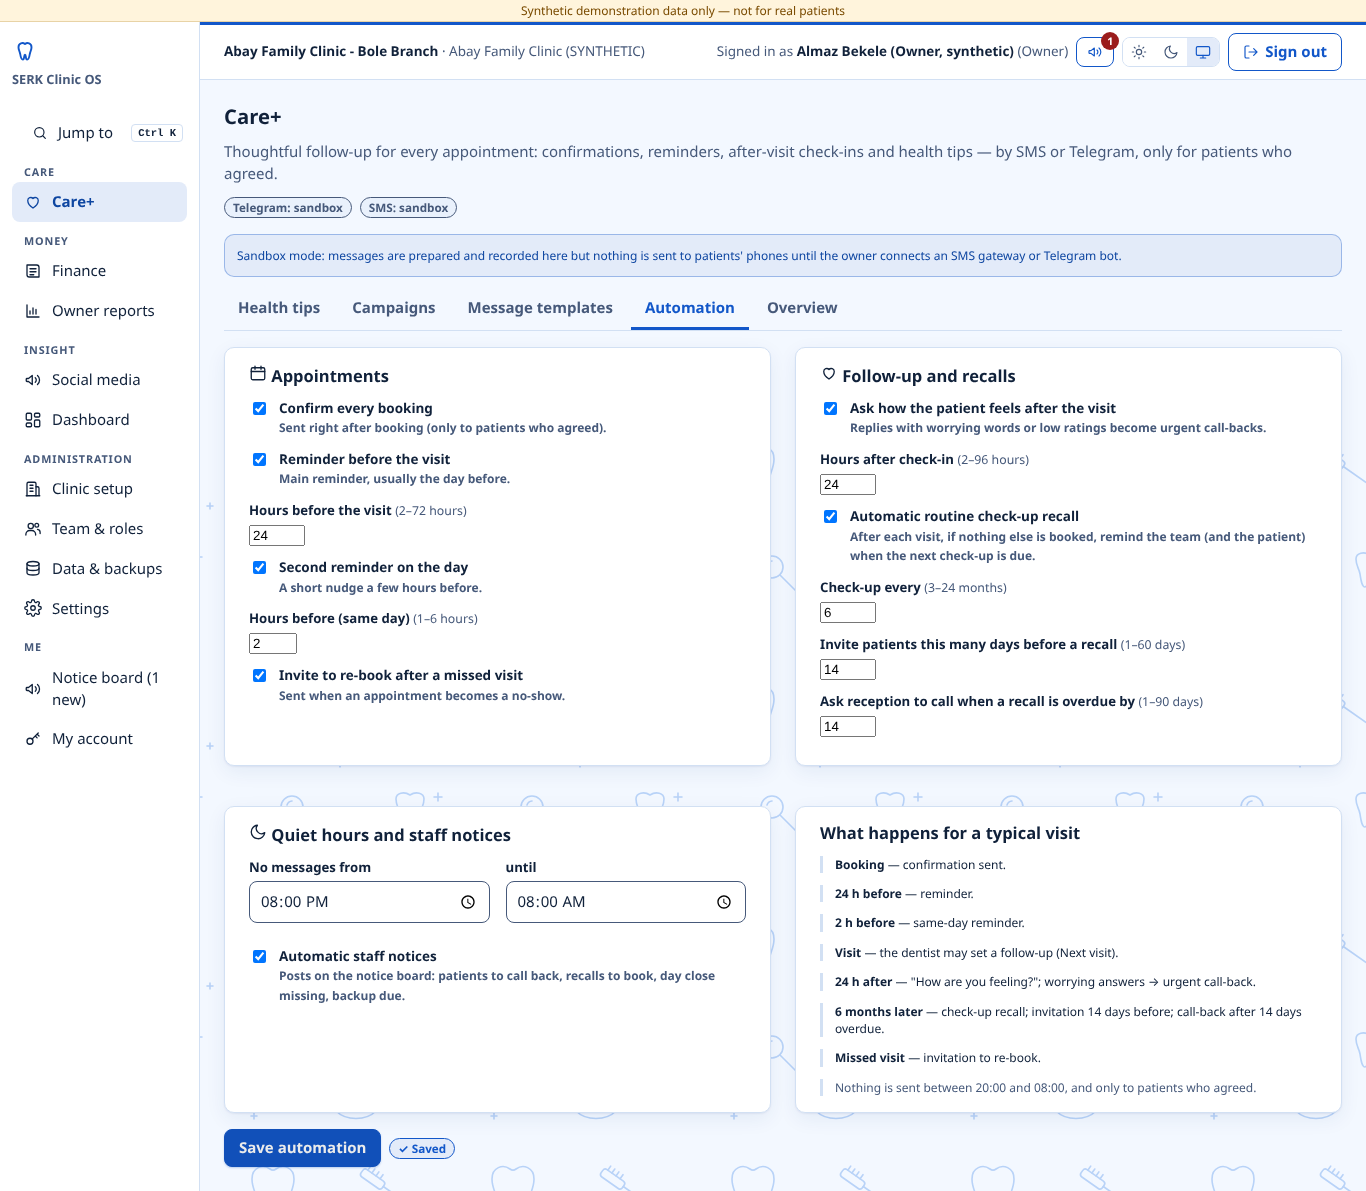 Synthetic demonstration data only — not for real patients
SERK Clinic OS
Jump to Ctrl K
CARE
Care+
MONEY
Finance
Owner reports
INSIGHT
Social media
Dashboard
ADMINISTRATION
Clinic setup
Team & roles
Data & backups
Settings
ME
Notice board (1
new)
My account
Abay Family Clinic - Bole Branch · Abay Family Clinic (SYNTHETIC)
Signed in as Almaz Bekele (Owner, synthetic) (Owner)
1
Sign out
Care+
Thoughtful follow-up for every appointment: confirmations, reminders, after-visit check-ins and health tips — by SMS or Telegram, only for patients who
agreed.
Telegram: sandbox SMS: sandbox
Sandbox mode: messages are prepared and recorded here but nothing is sent to patients' phones until the owner connects an SMS gateway or Telegram bot.
Health tips Campaigns Message templates Automation Overview
Appointments
Confirm every booking
Sent right after booking (only to patients who agreed).
Reminder before the visit
Main reminder, usually the day before.
Hours before the visit (2–72 hours)
24
Second reminder on the day
A short nudge a few hours before.
Hours before (same day) (1–6 hours)
2
Invite to re-book after a missed visit
Sent when an appointment becomes a no-show.
Follow-up and recalls
Ask how the patient feels after the visit
Replies with worrying words or low ratings become urgent call-backs.
Hours after check-in (2–96 hours)
24
Automatic routine check-up recall
After each visit, if nothing else is booked, remind the team (and the patient)
when the next check-up is due.
Check-up every (3–24 months)
6
Invite patients this many days before a recall (1–60 days)
14
Ask reception to call when a recall is overdue by (1–90 days)
14
Quiet hours and staff notices
No messages from until
08:00 PM 08:00 AM
Automatic staff notices
Posts on the notice board: patients to call back, recalls to book, day close
missing, backup due.
What happens for a typical visit
Booking — confirmation sent.
24 h before — reminder.
2 h before — same-day reminder.
Visit — the dentist may set a follow-up (Next visit).
24 h after — "How are you feeling?"; worrying answers → urgent call-back.
6 months later — check-up recall; invitation 14 days before; call-back after 14 days
overdue.
Missed visit — invitation to re-book.
Nothing is sent between 20:00 and 08:00, and only to patients who agreed.
Save automation ✓ Saved